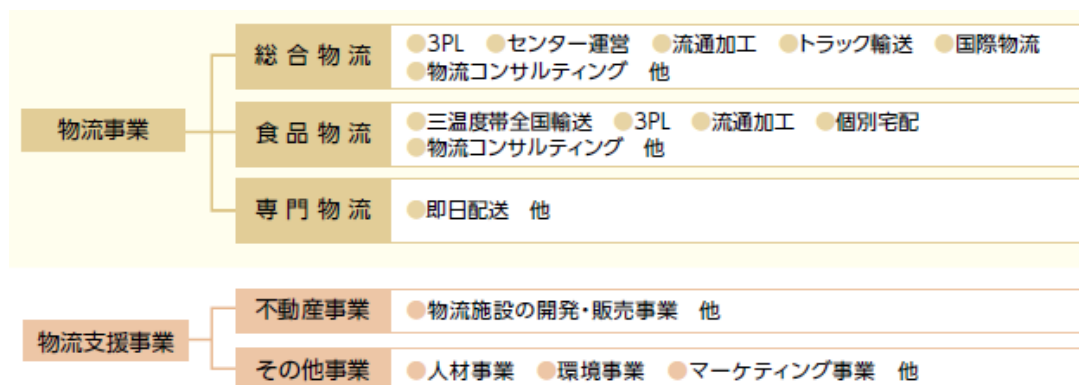 物流事業
総合物流
●3PL ●センター運営 ●流通加工 ●トラック輸送 ●国際物流
●物流コンサルティング 他
食品物流
●三温度帯全国輸送 ●3PL ●流通加工 ●個別宅配
●物流コンサルティング 他
専門物流
●即日配送 他
物流支援事業
不動産事業
●物流施設の開発・販売事業 他
その他事業
●人材事業 ●環境事業 ●マーケティング事業 他